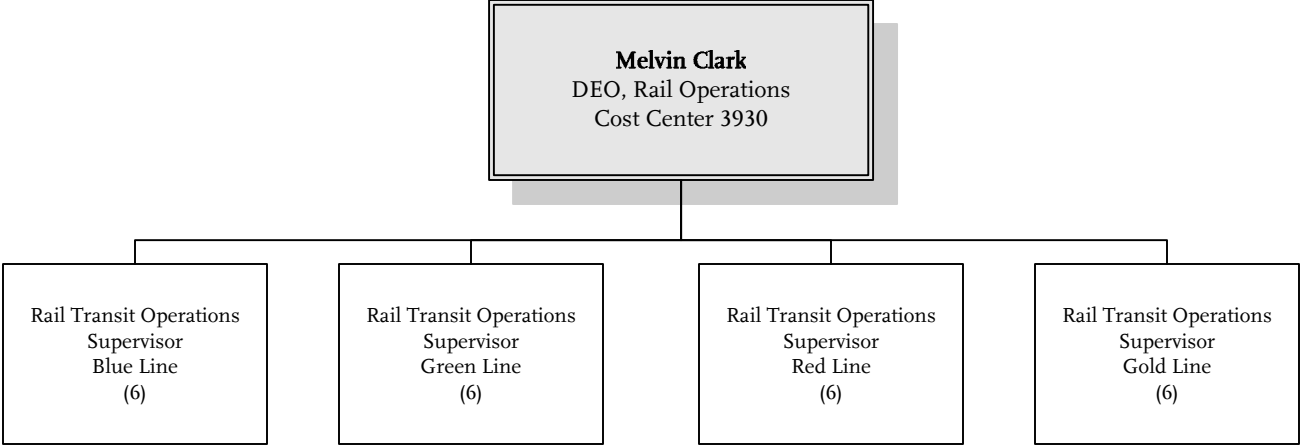 Melvin Clark
DEO, Rail Operations
Cost Center 3930
Rail Transit Operations
Supervisor
Blue Line
(6)
Rail Transit Operations
Supervisor
Green Line
(6)
Rail Transit Operations
Supervisor
Red Line
(6)
Rail Transit Operations
Supervisor
Gold Line
(6)